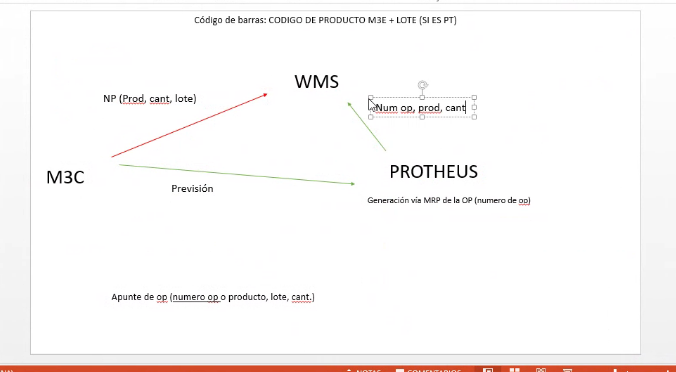 Código de barras: CODIGO DE PRODUCTO M3E + LOTE (SI ES PT)
WMS
NP (Prod, cant, lote)
Num op, prod, cant
PROTHEUS
M3C
Previsión
Generación vía MRP de la OP (numero de op)
Apunte de op (numero op o producto, lote, cant.)
NOTAS
COMENTARIOS